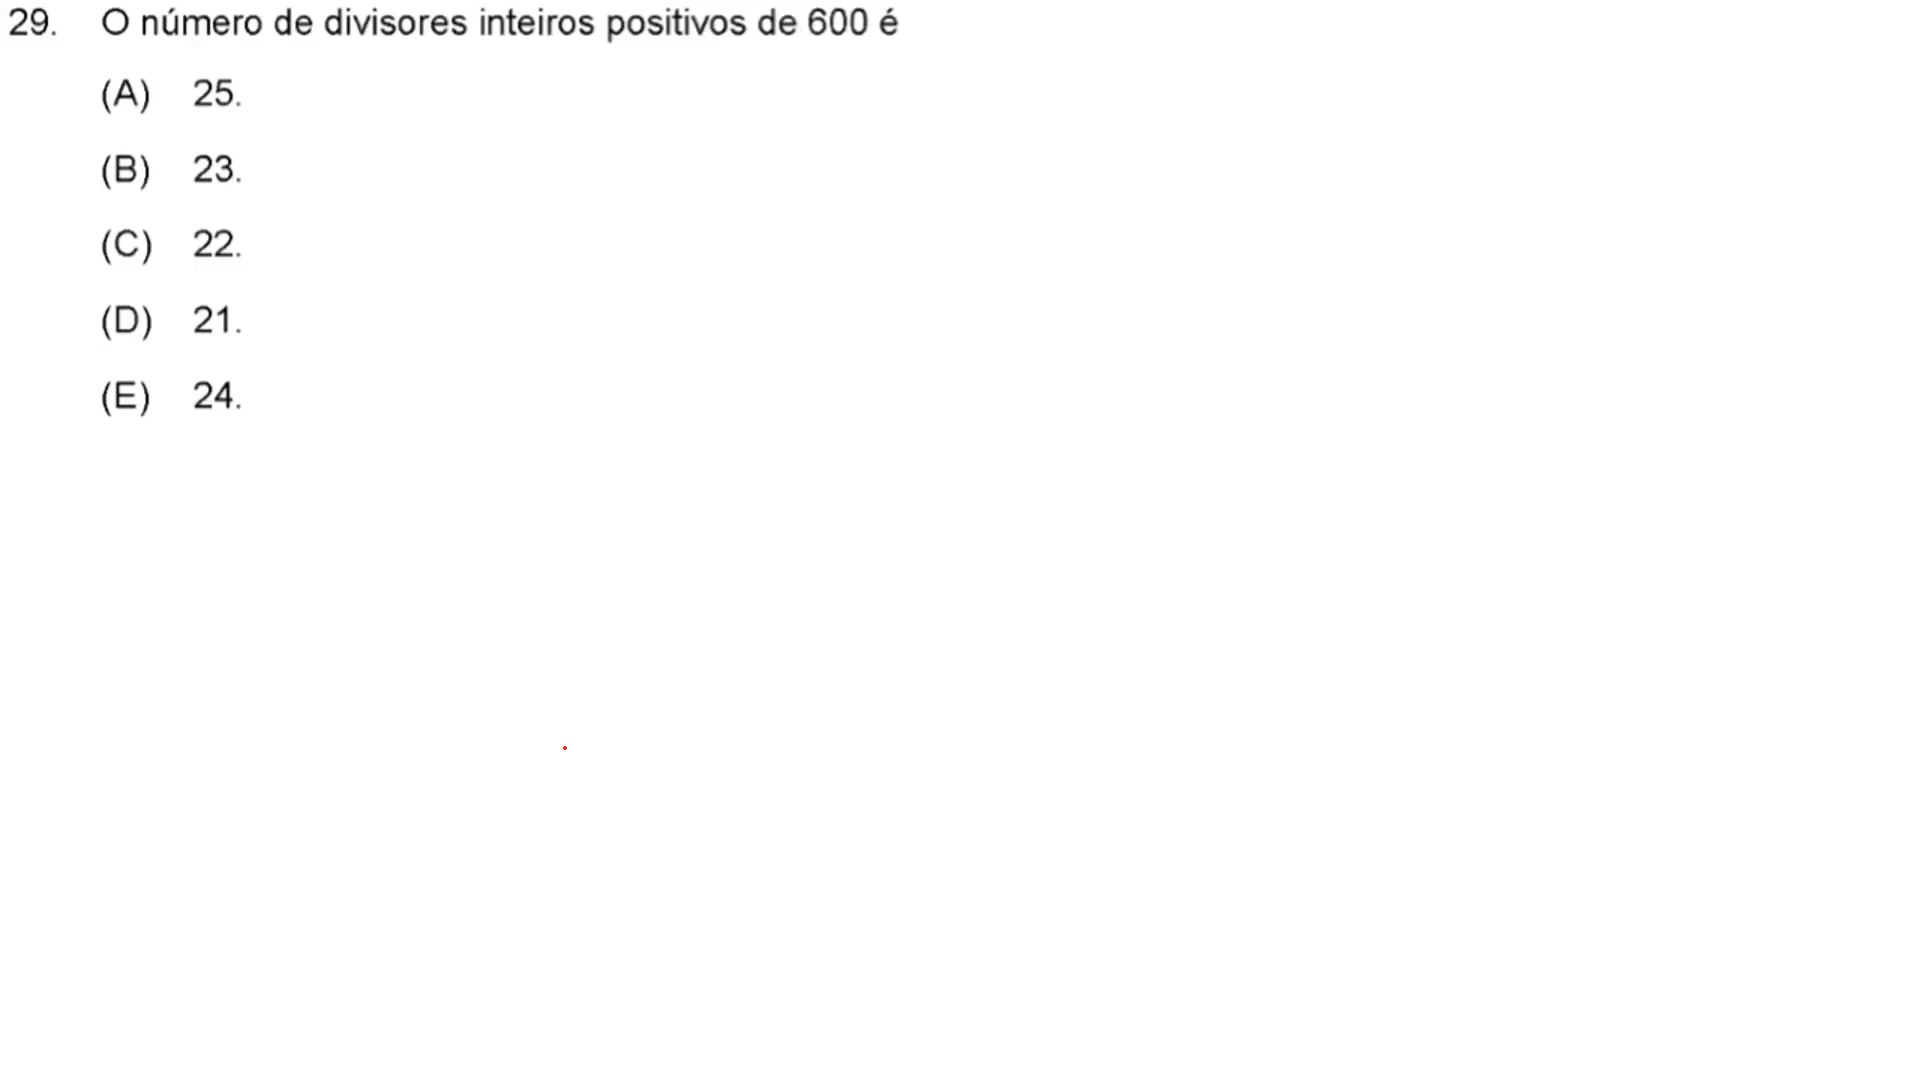 29. O número de divisores inteiros positivos de 600 é
(A) 25.
(B) 23.
(C) 22.
(D) 21.
(E) 24.